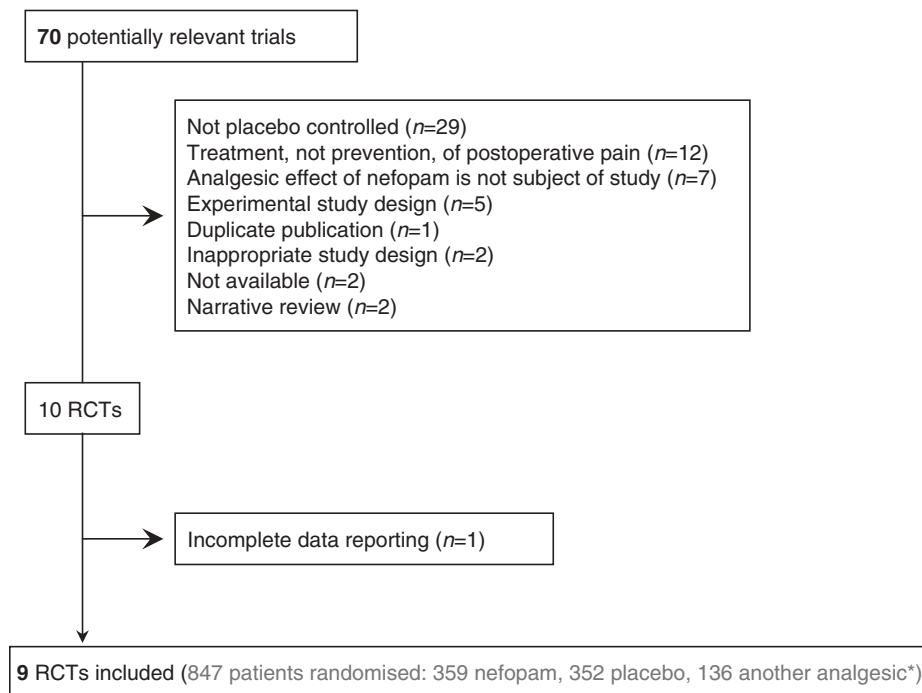 70 potentially relevant trials
Not placebo controlled (n=29)
Treatment, not prevention, of postoperative pain (n=12)
Analgesic effect of nefopam is not subject of study (n=7)
Experimental study design (n=5)
Duplicate publication (n=1)
Inappropriate study design (n=2)
Not available (n=2)
Narrative review (n=2)
10 RCTs
Incomplete data reporting (n=1)
9 RCTs included (847 patients randomised: 359 nefopam, 352 placebo, 136 another analgesic*)